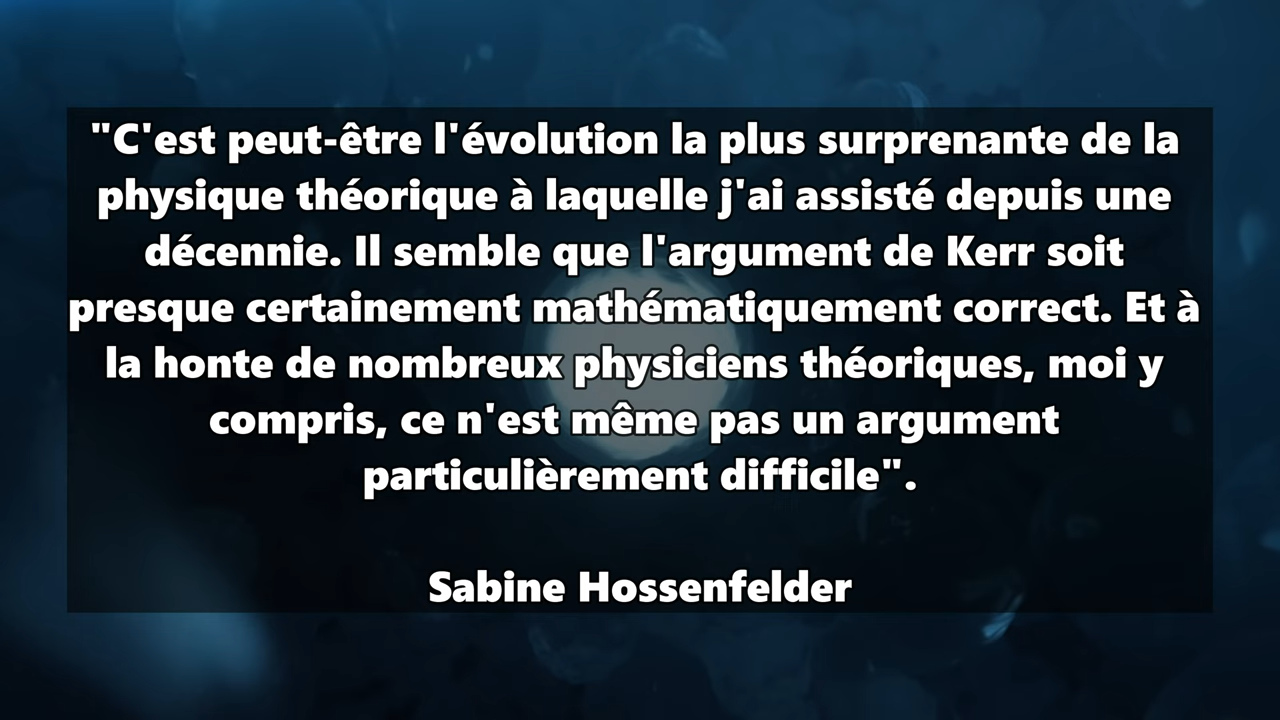 "C'est peut-être l'évolution la plus surprenante de la
physique théorique à laquelle j'ai assisté depuis une
décennie. Il semble que l'argument de Kerr soit
presque certainement mathématiquement correct. Et à
la honte de nombreux physiciens théoriques, moi y
compris, ce n'est même pas un argument
particulièrement difficile".
Sabine Hossenfelder